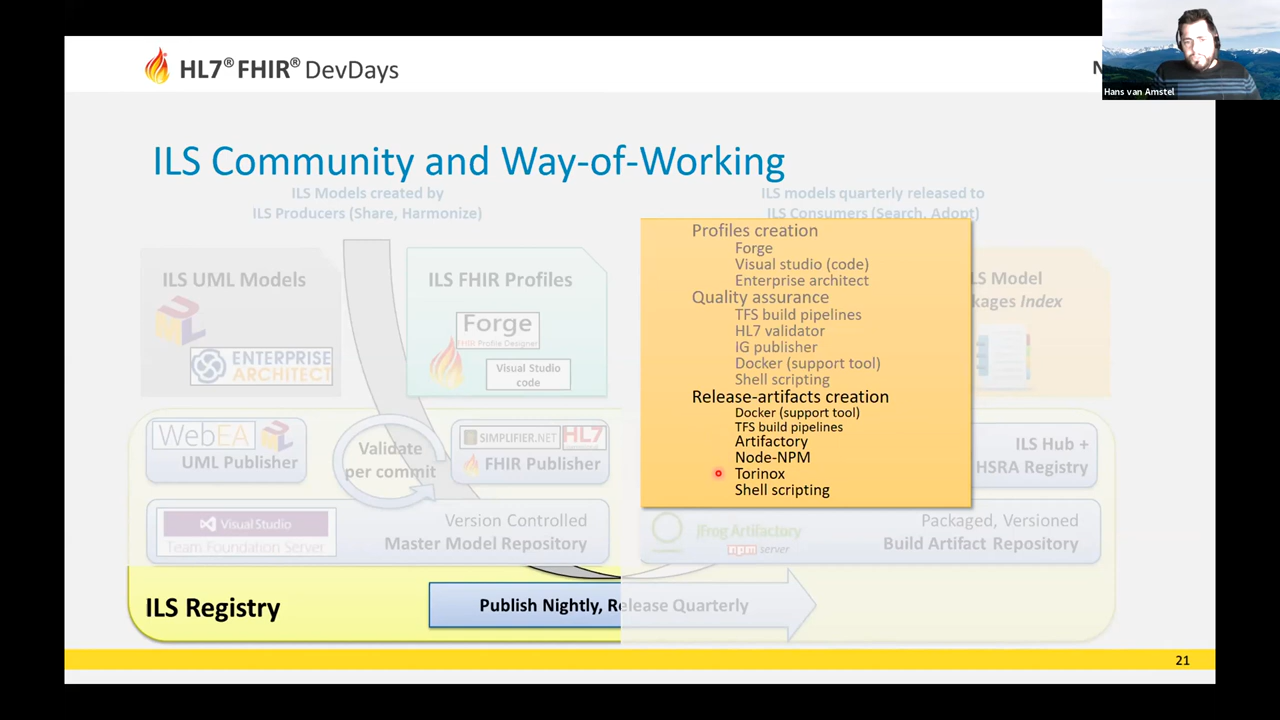 HL7® FHIR® DevDays
N
Hans van Amstel
ILS Community and Way-of-Working
ILS Models created by
ILS Producers (Share, Harmonize)
ILS models quarterly released to
ILS Consumers (Search, Adopt)
ILS UML Models
UML
ENTERPRISE
ARCHITECT
ILS FHIR Profiles
Forge
FHIR Profile Designer
Visual Studio
code
Profiles creation
Forge
Visual studio (code)
Enterprise architect
Quality assurance
TFS build pipelines
HL7 validator
IG publisher
Docker (support tool)
Shell scripting
Release-artifacts creation
Docker (support tool)
TFS build pipelines
Artifactory
Node-NPM
Torinox
Shell scripting
LS Model
kages Index
WebEA
UML Publisher
Validate
per commit
SIMPLIFIER.NET
HL7
FHIR Publisher
ILS Hub +
HSRA Registry
Visual Studio
Team Foundation Server
Version Controlled
Master Model Repository
JFrog Artifactory
npm server
Packaged, Versioned
Build Artifact Repository
ILS Registry
Publish Nightly, Release Quarterly
21